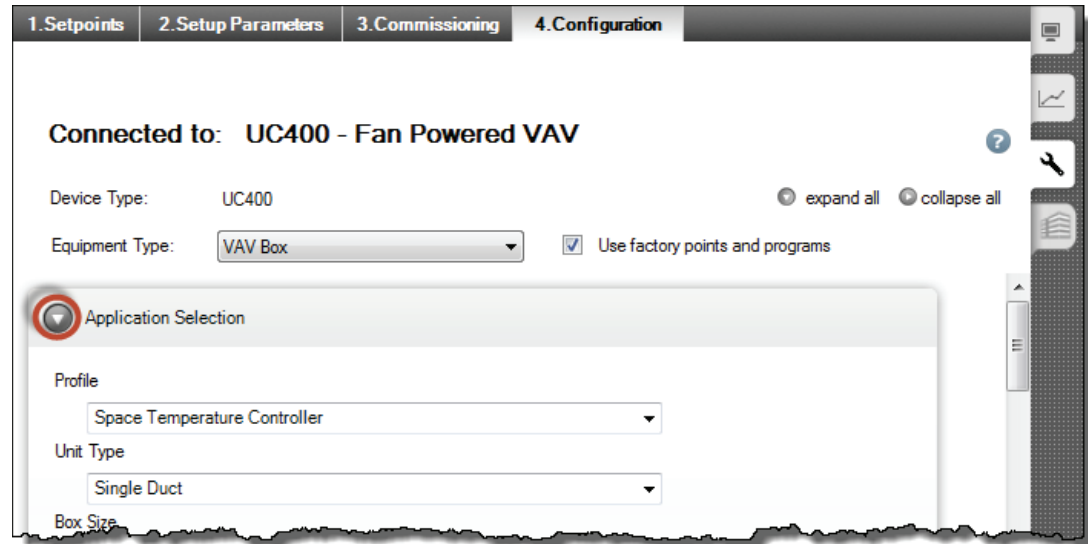 1.Setpoints 2.Setup Parameters 3.Commissioning 4.Configuration
Connected to: UC400 - Fan Powered VAV
?
Device Type: UC400 expand all collapse all
Equipment Type: VAV Box Use factory points and programs
Application Selection
Profile
Space Temperature Controller
Unit Type
Single Duct
Box Size